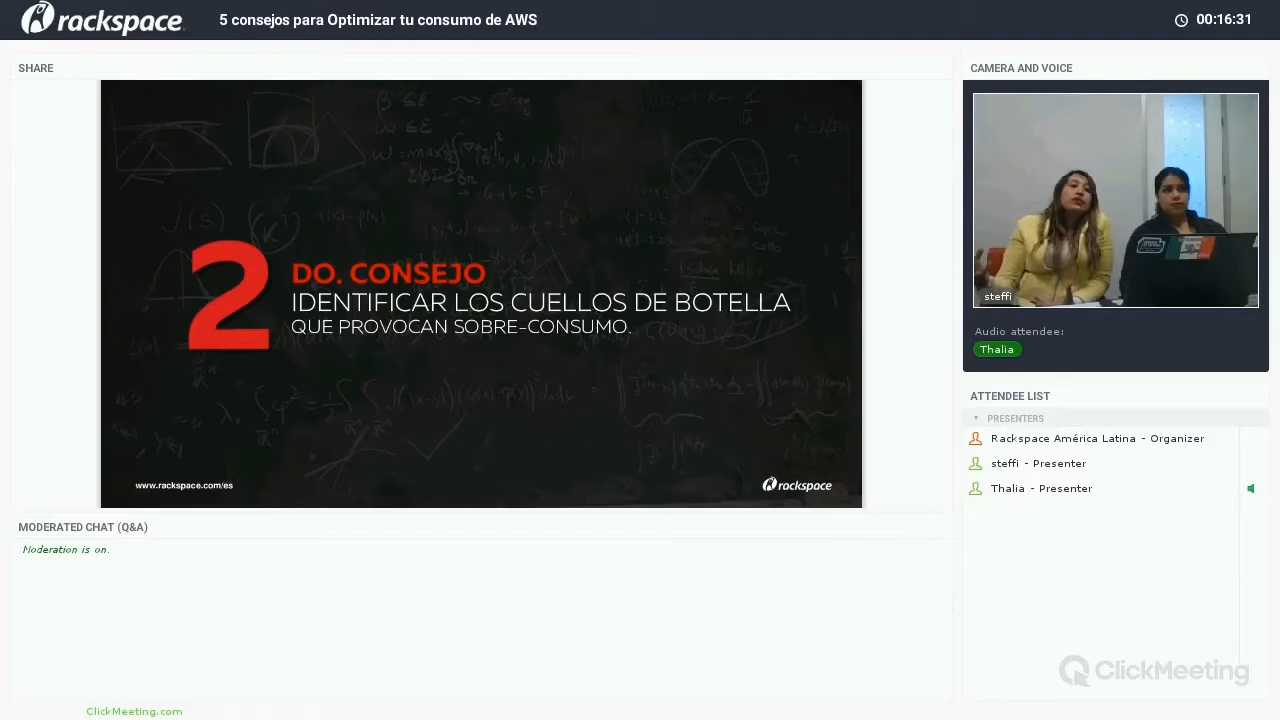 rackspace
5 consejos para Optimizar tu consumo de AWS
00:16:31
SHARE
2
DO. CONSEJO
IDENTIFICAR LOS CUELLOS DE BOTELLA
QUE PROVOCAN SOBRE-CONSUMO.
www.rackspace.com/es
rackspace
MODERATED CHAT (Q&A)
Moderation is on.
ClickMeeting.com
CAMERA AND VOICE
steffi
Audio attendee:
Thalia
ATTENDEE LIST
PRESENTERS
Rackspace América Latina - Organizer
steffi - Presenter
Thalia - Presenter
ClickMeeting